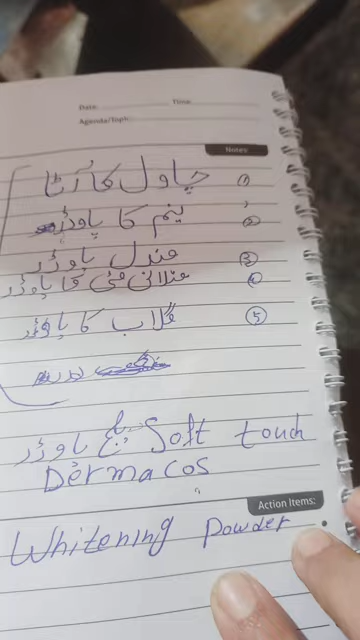 Date: Time:
Agenda/Topic:
Notes:
① چاول کا آٹا
② نیم کا پاوڈر
③ صندل پاوڈر
④ ملتانی مٹی کا پاوڈر
⑤ گلاب کا پاوڈر
Soft touch پاوڈر
Dermacos
Action Items:
Whitening powder